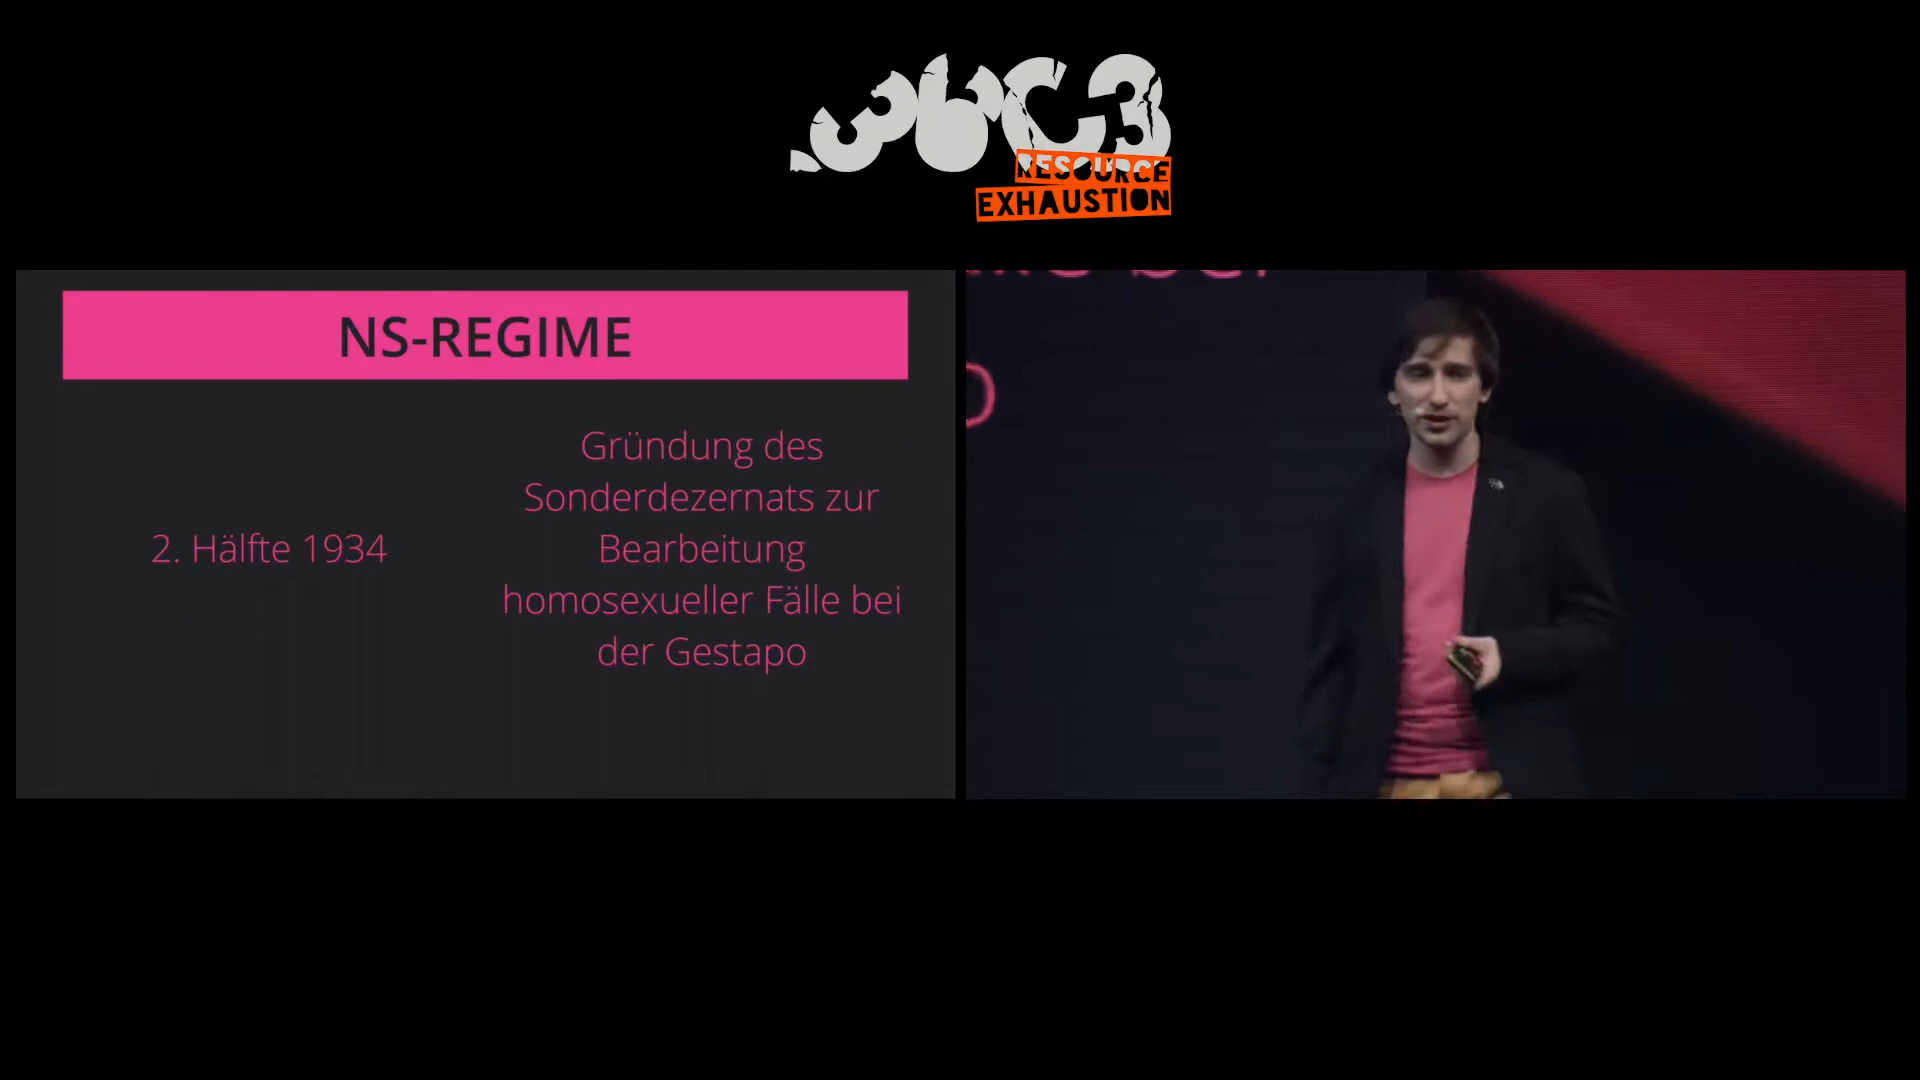 36C3
RESOURCE
EXHAUSTION
NS-REGIME
2. Hälfte 1934
Gründung des
Sonderdezernats zur
Bearbeitung
homosexueller Fälle bei
der Gestapo